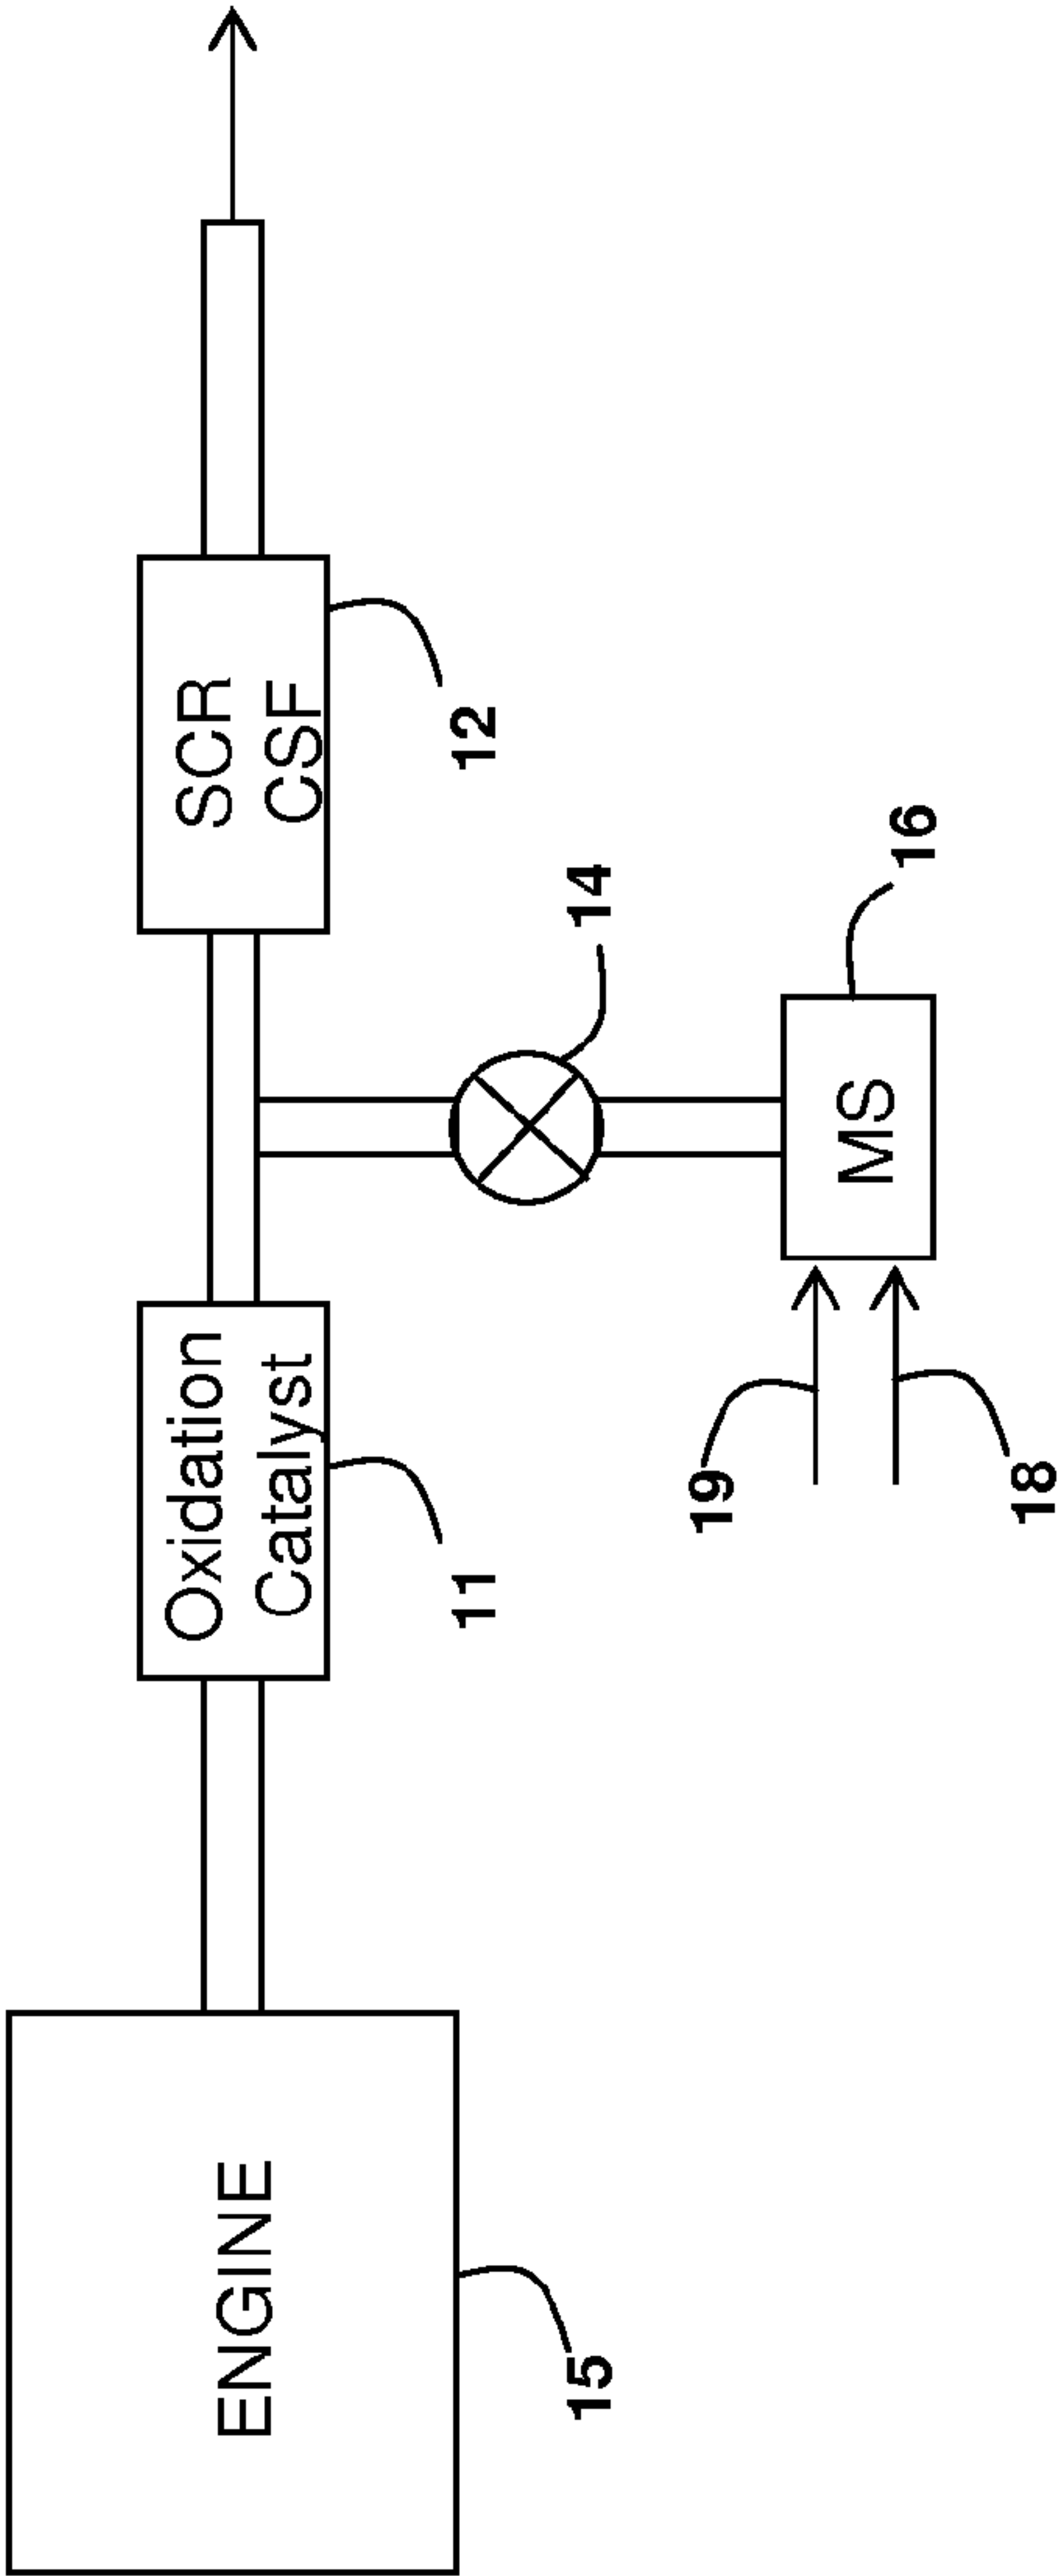 ENGINE
15
Oxidation
Catalyst
11
SCR
CSF
12
14
MS
16
19
18